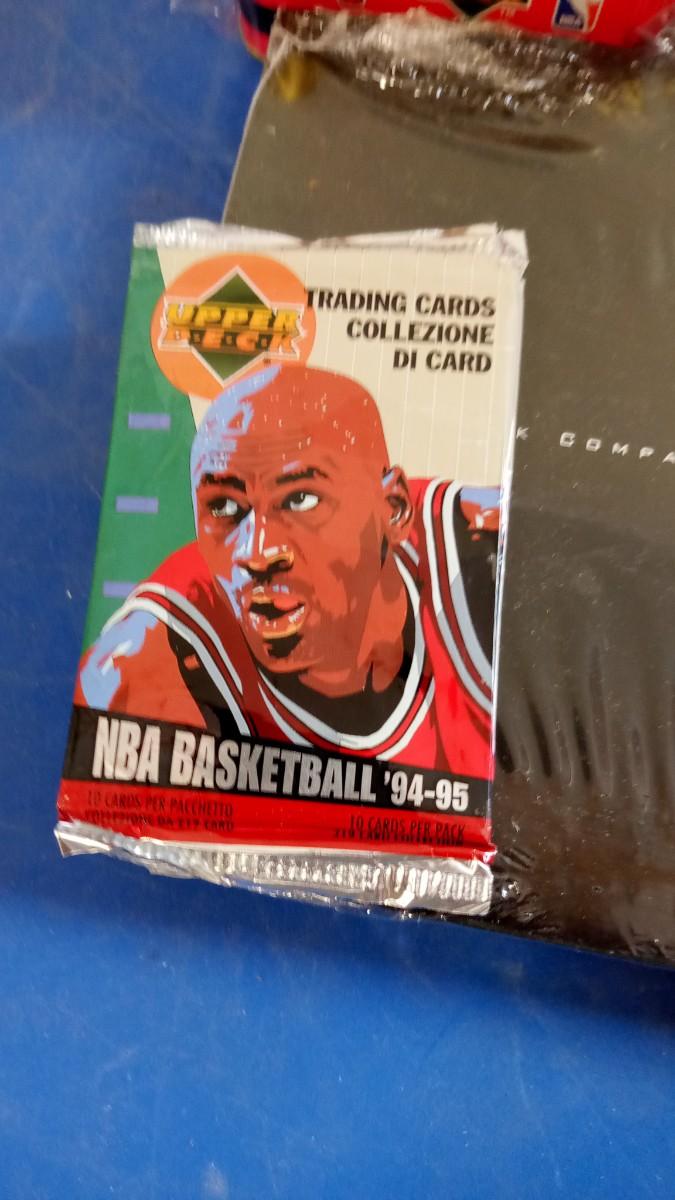 NBA
UPPER
DECK
TRADING CARDS
COLLEZIONE
DI CARD
K COMPA
NBA BASKETBALL '94-95
10 CARDS PER PACCHETTO
10 CARDS PER PACK